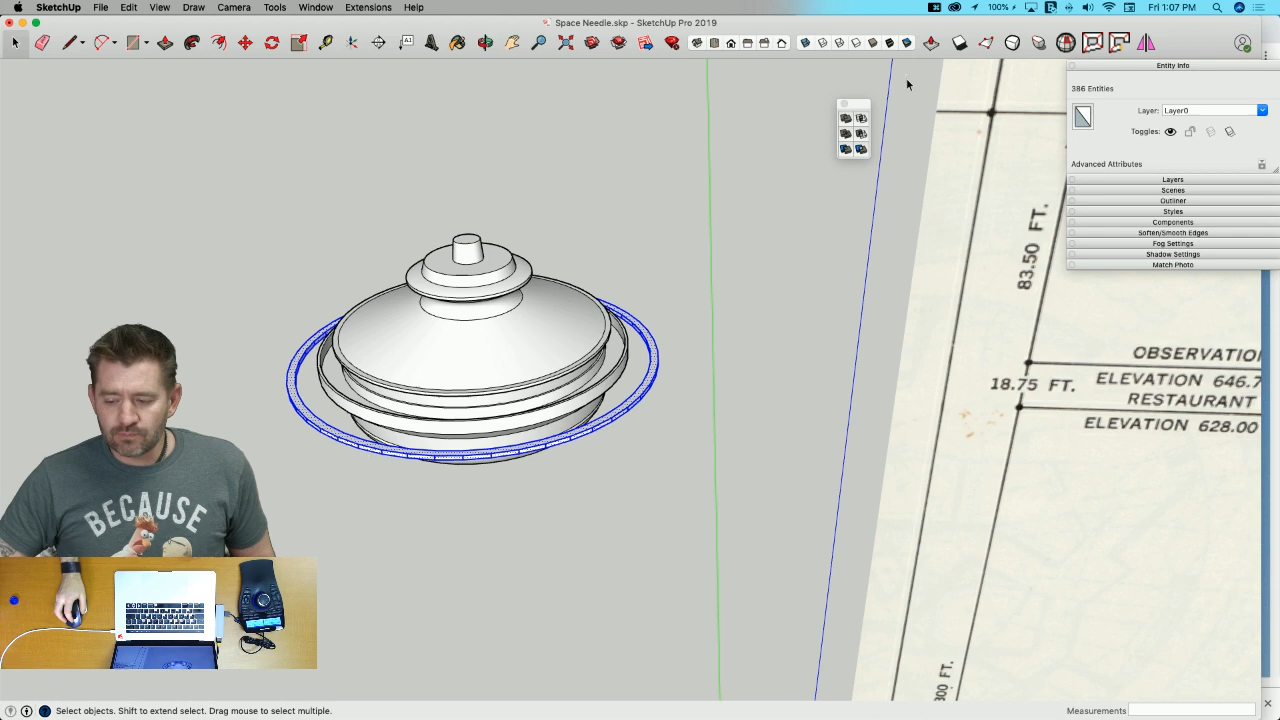 SketchUp File Edit View Draw Camera Tools Window Extensions Help
100% Fri 1:07 PM
Space Needle.skp - SketchUp Pro 2019
Entity Info
386 Entities
Layer: Layer0
Toggles:
Advanced Attributes
Layers
Scenes
Outliner
Styles
Components
Soften/Smooth Edges
Fog Settings
Shadow Settings
Match Photo
83.50 FT.
OBSERVATIO
18.75 FT. ELEVATION 646.7
RESTAURANT
ELEVATION 628.00
300 FT.
BECAUSE
Select objects. Shift to extend select. Drag mouse to select multiple.
Measurements